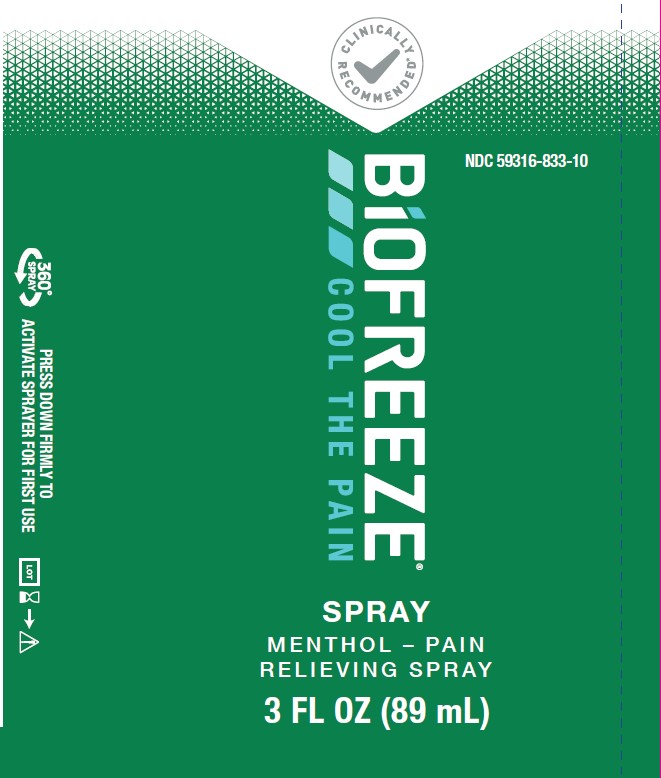 CLINICALLY
RECOMMENDED*
NDC 59316-833-10
BIOFREEZE®
COOL THE PAIN
360°
SPRAY
PRESS DOWN FIRMLY TO
ACTIVATE SPRAYER FOR FIRST USE
LOT
SPRAY
MENTHOL – PAIN
RELIEVING SPRAY
3 FL OZ (89 mL)